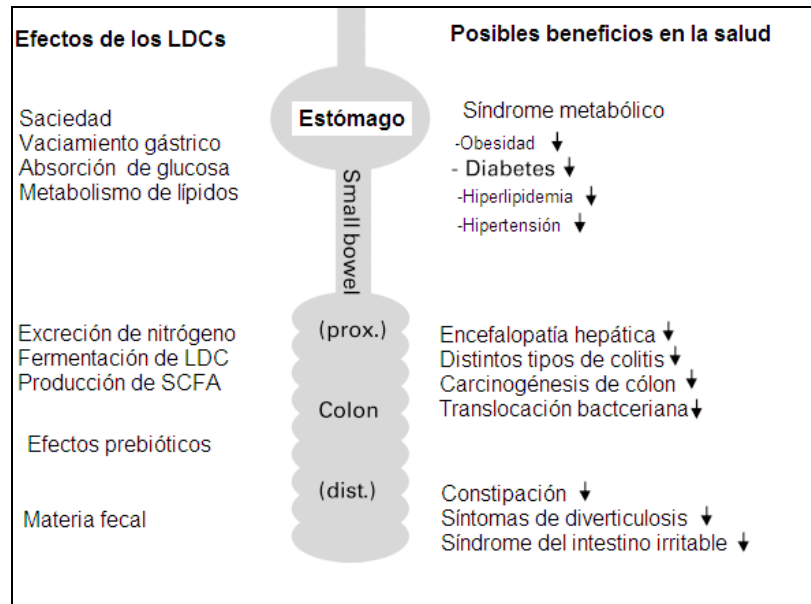 Efectos de los LDCs
Posibles beneficios en la salud
Saciedad
Vaciamiento gástrico
Absorción de glucosa
Metabolismo de lípidos
Estómago
Síndrome metabólico
-Obesidad ↓
- Diabetes ↓
-Hiperlipidemia ↓
-Hipertensión ↓
Small bowel
Excreción de nitrógeno
Fermentación de LDC
Producción de SCFA
(prox.)
Encefalopatía hepática ↓
Distintos tipos de colitis ↓
Carcinogénesis de cólon ↓
Translocación bactceriana ↓
Colon
Efectos prebióticos
(dist.)
Materia fecal
Constipación ↓
Síntomas de diverticulosis ↓
Síndrome del intestino irritable ↓